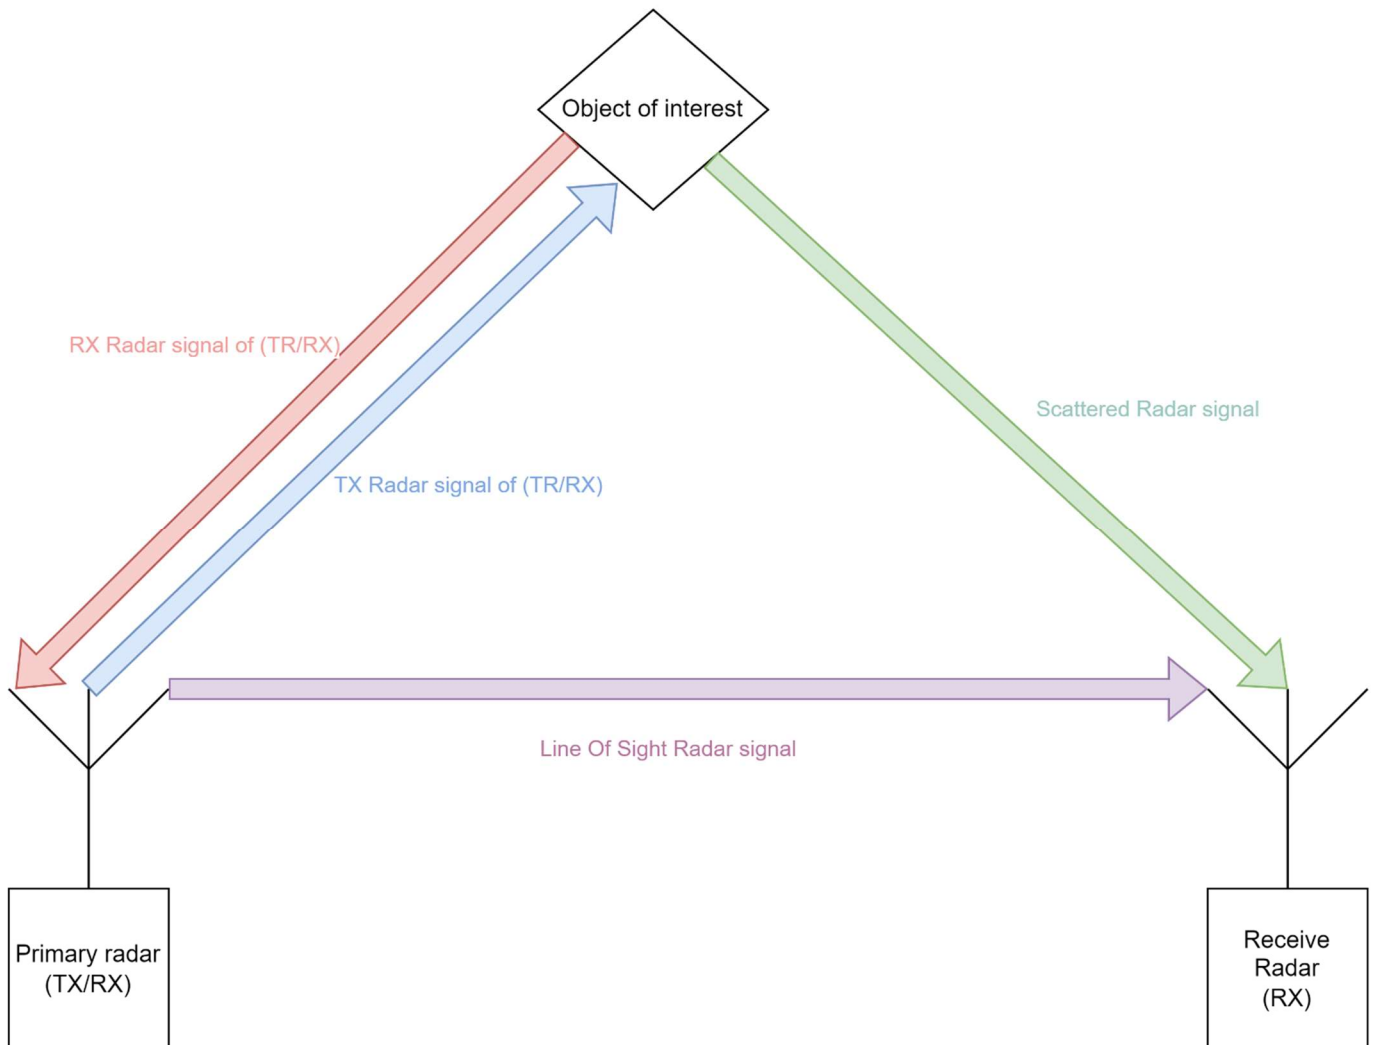 Object of interest
RX Radar signal of (TR/RX)
Scattered Radar signal
TX Radar signal of (TR/RX)
Line Of Sight Radar signal
Primary radar
(TX/RX)
Receive
Radar
(RX)